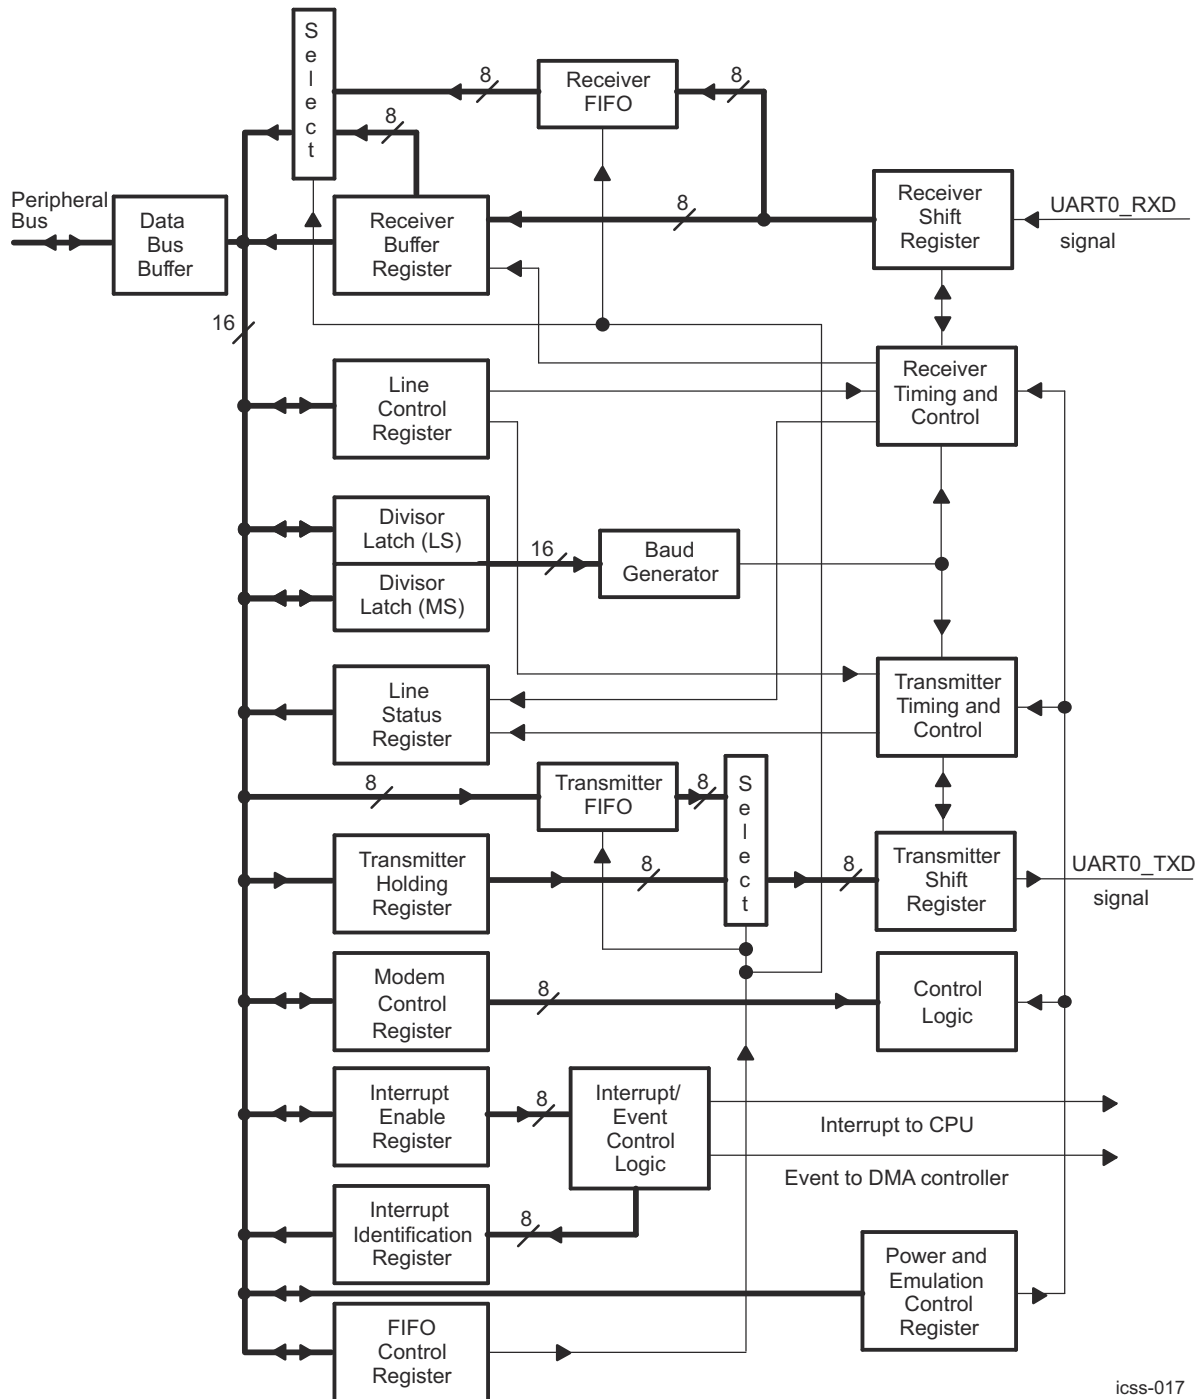 S
e
l
e
c
t
8
Receiver
FIFO
8
8
Peripheral
Bus
Data
Bus
Buffer
Receiver
Buffer
Register
8
Receiver
Shift
Register
UART0_RXD
signal
16
Line
Control
Register
Receiver
Timing and
Control
Divisor
Latch (LS)
Divisor
Latch (MS)
16
Baud
Generator
Line
Status
Register
Transmitter
Timing and
Control
8
Transmitter
FIFO
8
S
e
l
e
c
t
Transmitter
Holding
Register
8
8
Transmitter
Shift
Register
UART0_TXD
signal
Modem
Control
Register
8
Control
Logic
Interrupt
Enable
Register
8
Interrupt/
Event
Control
Logic
Interrupt to CPU
Event to DMA controller
Interrupt
Identification
Register
8
Power and
Emulation
Control
Register
FIFO
Control
Register
icss-017